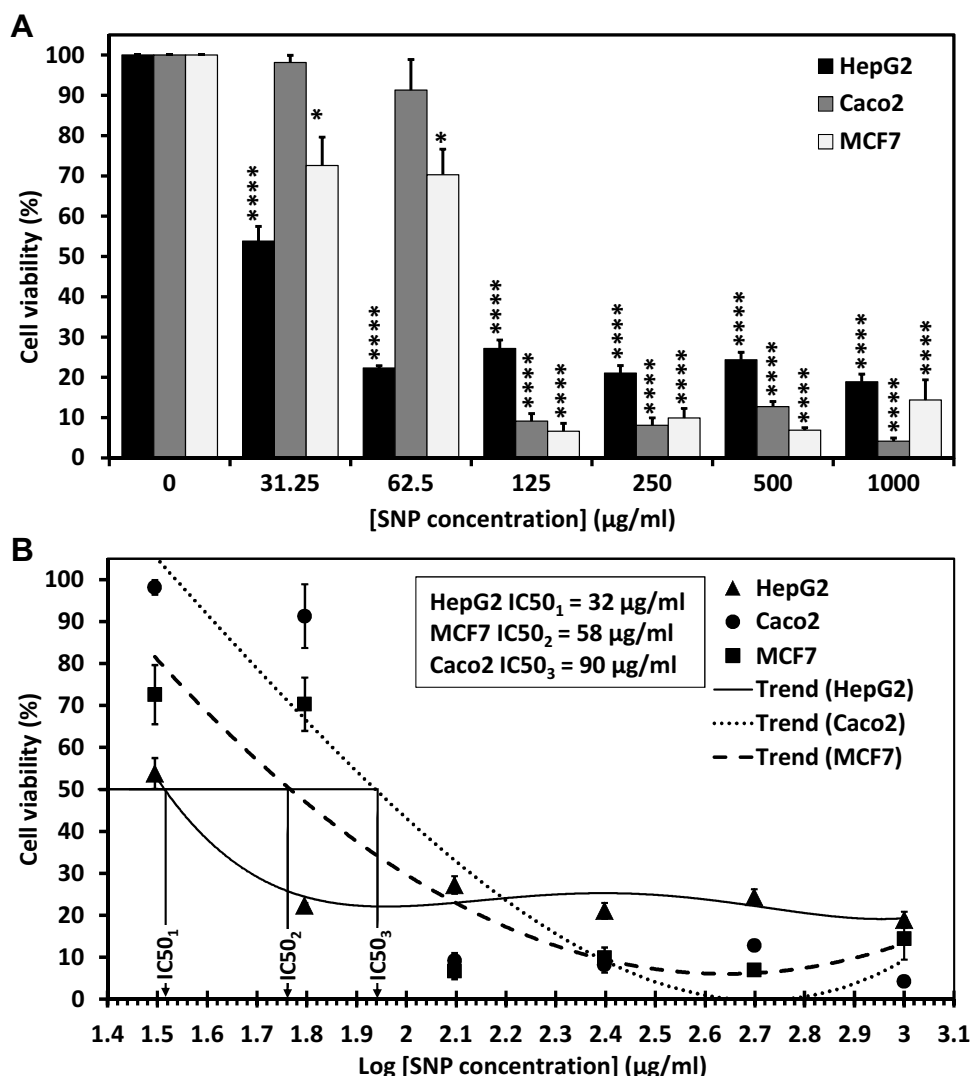 A
100
90
80
70
60
50
40
30
20
10
0
Cell viability (%)
HepG2
Caco2
MCF7
****
*
****
*
****
****
****
****
****
****
****
****
****
****
****
****
0 31.25 62.5 125 250 500 1000
[SNP concentration] (µg/ml)
B
100
90
80
70
60
50
40
30
20
10
0
Cell viability (%)
HepG2 IC50₁ = 32 µg/ml
MCF7 IC50₂ = 58 µg/ml
Caco2 IC50₃ = 90 µg/ml
HepG2
Caco2
MCF7
Trend (HepG2)
Trend (Caco2)
Trend (MCF7)
IC50₁
IC50₂
IC50₃
1.4 1.5 1.6 1.7 1.8 1.9 2 2.1 2.2 2.3 2.4 2.5 2.6 2.7 2.8 2.9 3 3.1
Log [SNP concentration] (µg/ml)